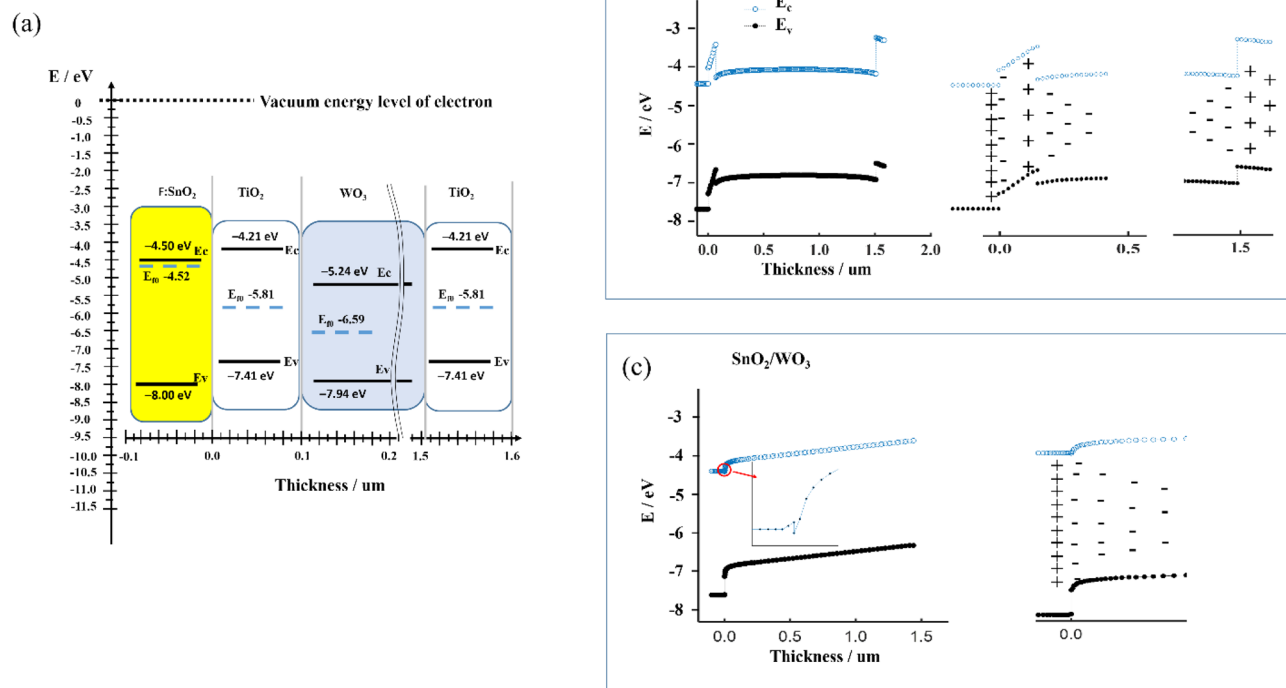 (a)
E / eV
0
-0.5
-1.0
-1.5
-2.0
-2.5
-3.0
-3.5
-4.0
-4.5
-5.0
-5.5
-6.0
-6.5
-7.0
-7.5
-8.0
-8.5
-9.0
-9.5
-10.0
-10.5
-11.0
-11.5
Vacuum energy level of electron
F:SnO₂ TiO₂ WO₃ TiO₂
−4.50 eV Ec
Ef0 -4.52
Ev
−8.00 eV
−4.21 eV
Ec
Ef0 -5.81
Ev
−7.41 eV
−5.24 eV Ec
Ef0 -6.59
Ev
−7.94 eV
−4.21 eV
Ec
Ef0 -5.81
Ev
−7.41 eV
-0.1 0.0 0.1 0.2 1.5 1.6
Thickness / um
Ec
Ev
E / eV
-3
-4
-5
-6
-7
-8
0.0 0.5 1.0 1.5 2.0
Thickness / um
0.0 0.5
1.5
(c)
SnO₂/WO₃
E / eV
-3
-4
-5
-6
-7
-8
0.0 0.5 1.0 1.5
Thickness / um
0.0